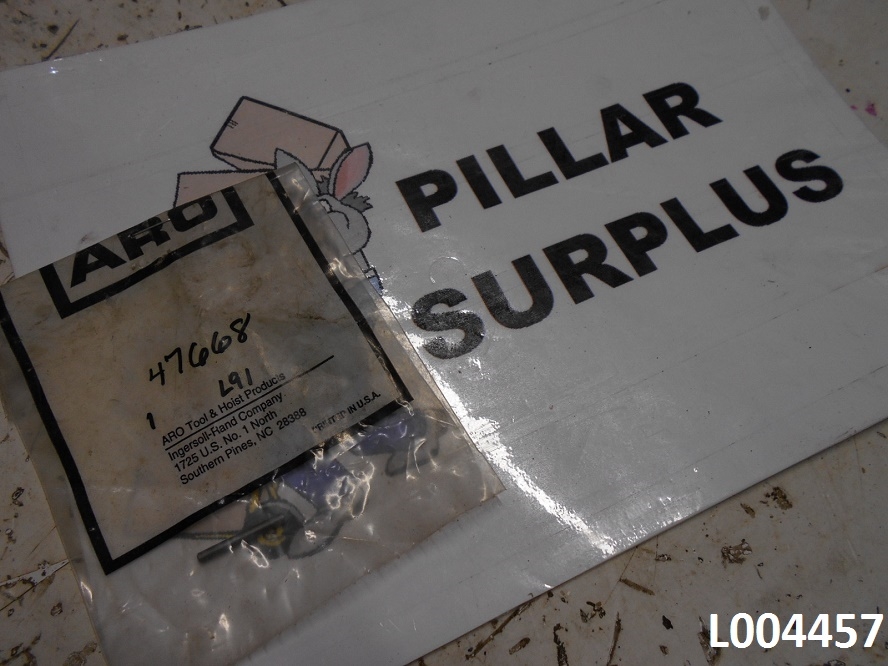 PILLAR
SURPLUS
ARO
47668
L91
1
ARO Tool & Hoist Products
Ingersoll-Rand Company
1725 U.S. No. 1 North
Southern Pines, NC 28388
PRINTED IN U.S.A.
L004457